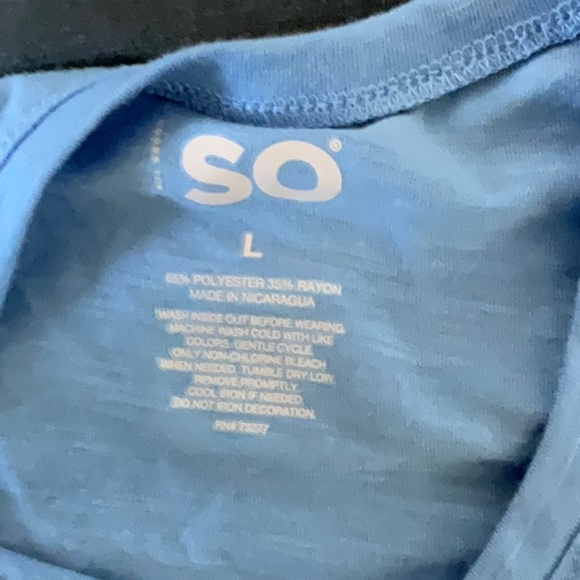 SO®
L
65% POLYESTER 35% RAYON
MADE IN NICARAGUA
WASH INSIDE OUT BEFORE WEARING.
MACHINE WASH COLD WITH LIKE
COLORS. GENTLE CYCLE.
ONLY NON-CHLORINE BLEACH
WHEN NEEDED. TUMBLE DRY LOW.
REMOVE PROMPTLY.
COOL IRON IF NEEDED.
DO NOT IRON DECORATION.
RN# 73277